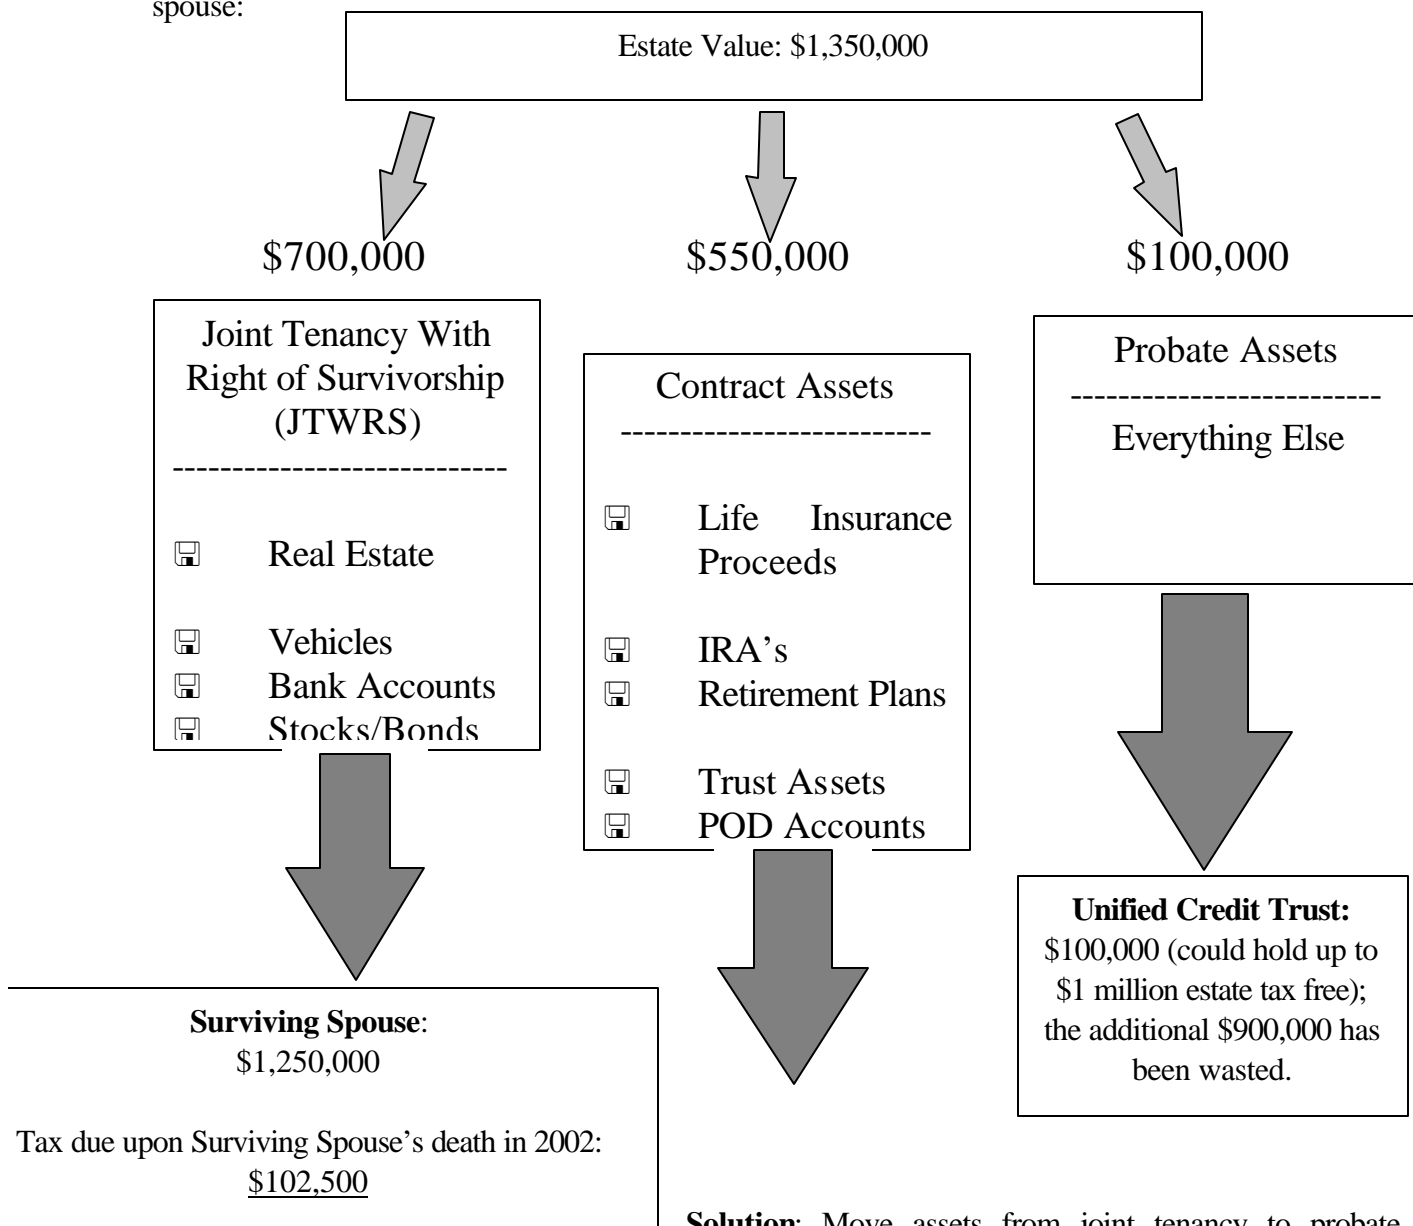 spouse:
Estate Value: $1,350,000
$700,000
$550,000
$100,000
Joint Tenancy With
Right of Survivorship
(JTWRS)
----------------------------
Real Estate
Vehicles
Bank Accounts
Stocks/Bonds
Contract Assets
--------------------------
Life Insurance
Proceeds
IRA’s
Retirement Plans
Trust Assets
POD Accounts
Probate Assets
--------------------------
Everything Else
Unified Credit Trust:
$100,000 (could hold up to
$1 million estate tax free);
the additional $900,000 has
been wasted.
Surviving Spouse:
$1,250,000
Tax due upon Surviving Spouse’s death in 2002:
$102,500
Solution: Move assets from joint tenancy to probate